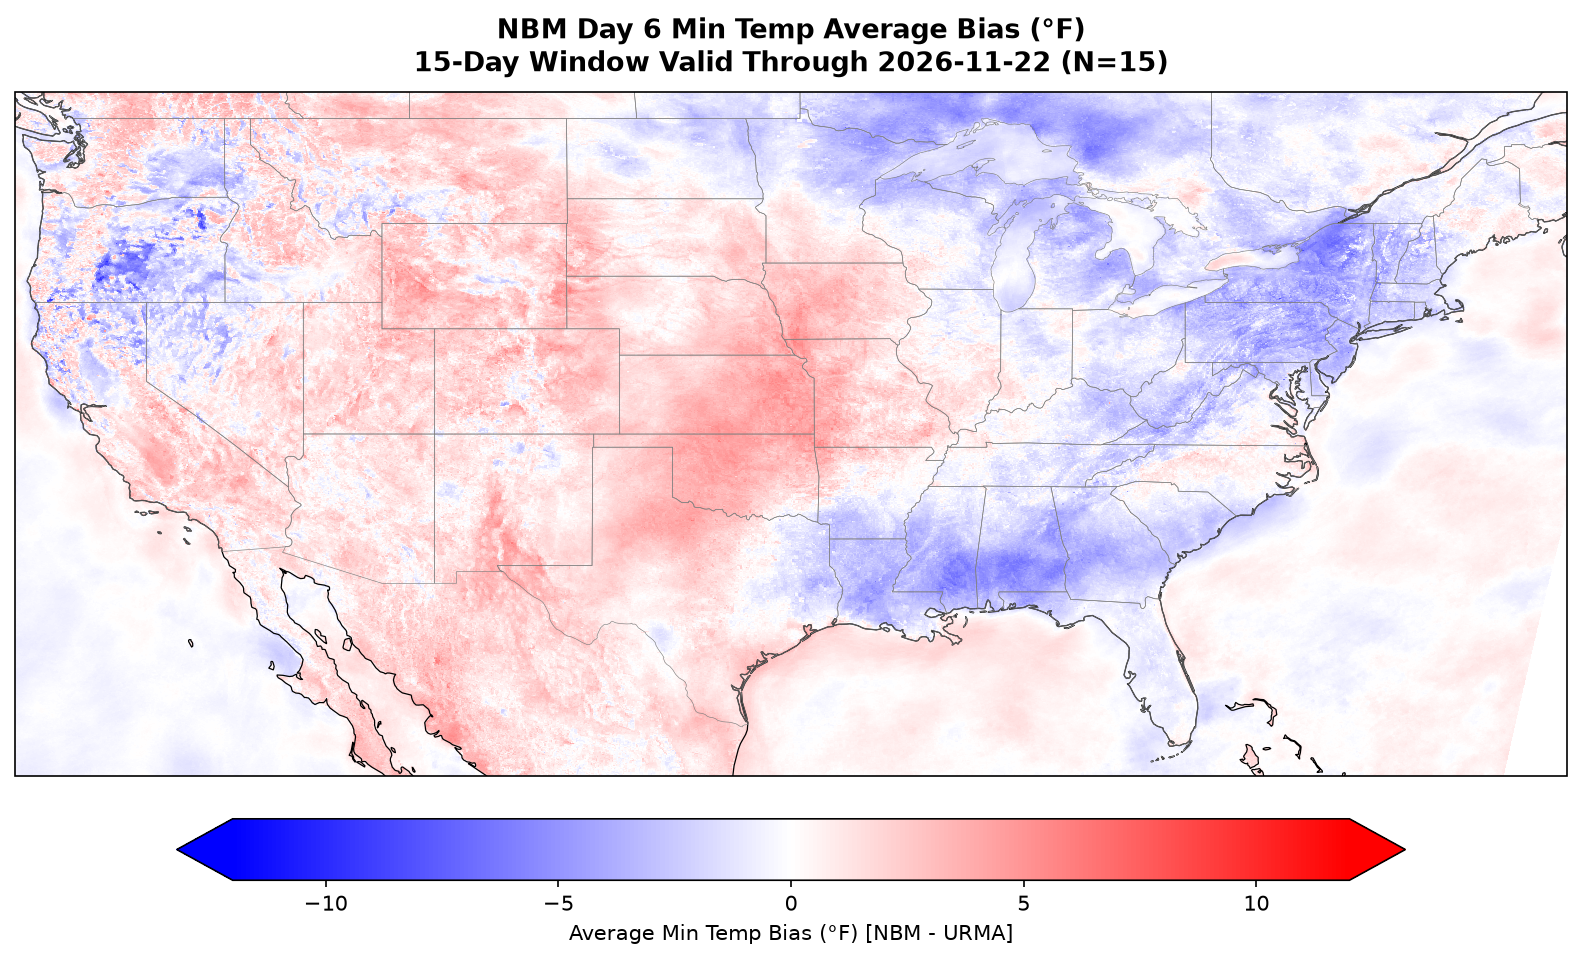 NBM Day 6 Min Temp Average Bias (°F)
15-Day Window Valid Through 2026-11-22 (N=15)
−10 −5 0 5 10
Average Min Temp Bias (°F) [NBM - URMA]